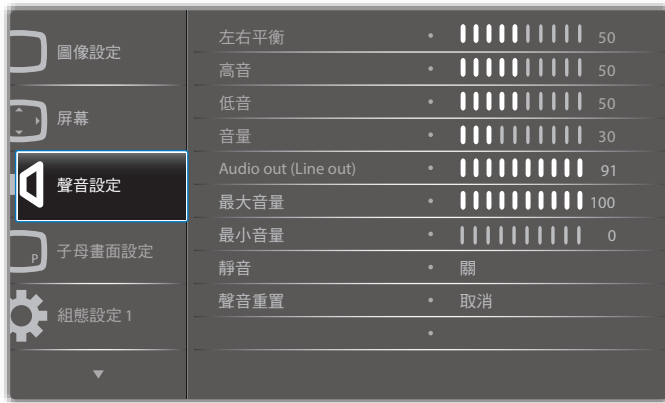 圖像設定
屏幕
聲音設定
P
子母畫面設定
組態設定 1
左右平衡 • 50
高音 • 50
低音 • 50
音量 • 30
Audio out (Line out) • 91
最大音量 • 100
最小音量 • 0
靜音 • 關
聲音重置 • 取消
•